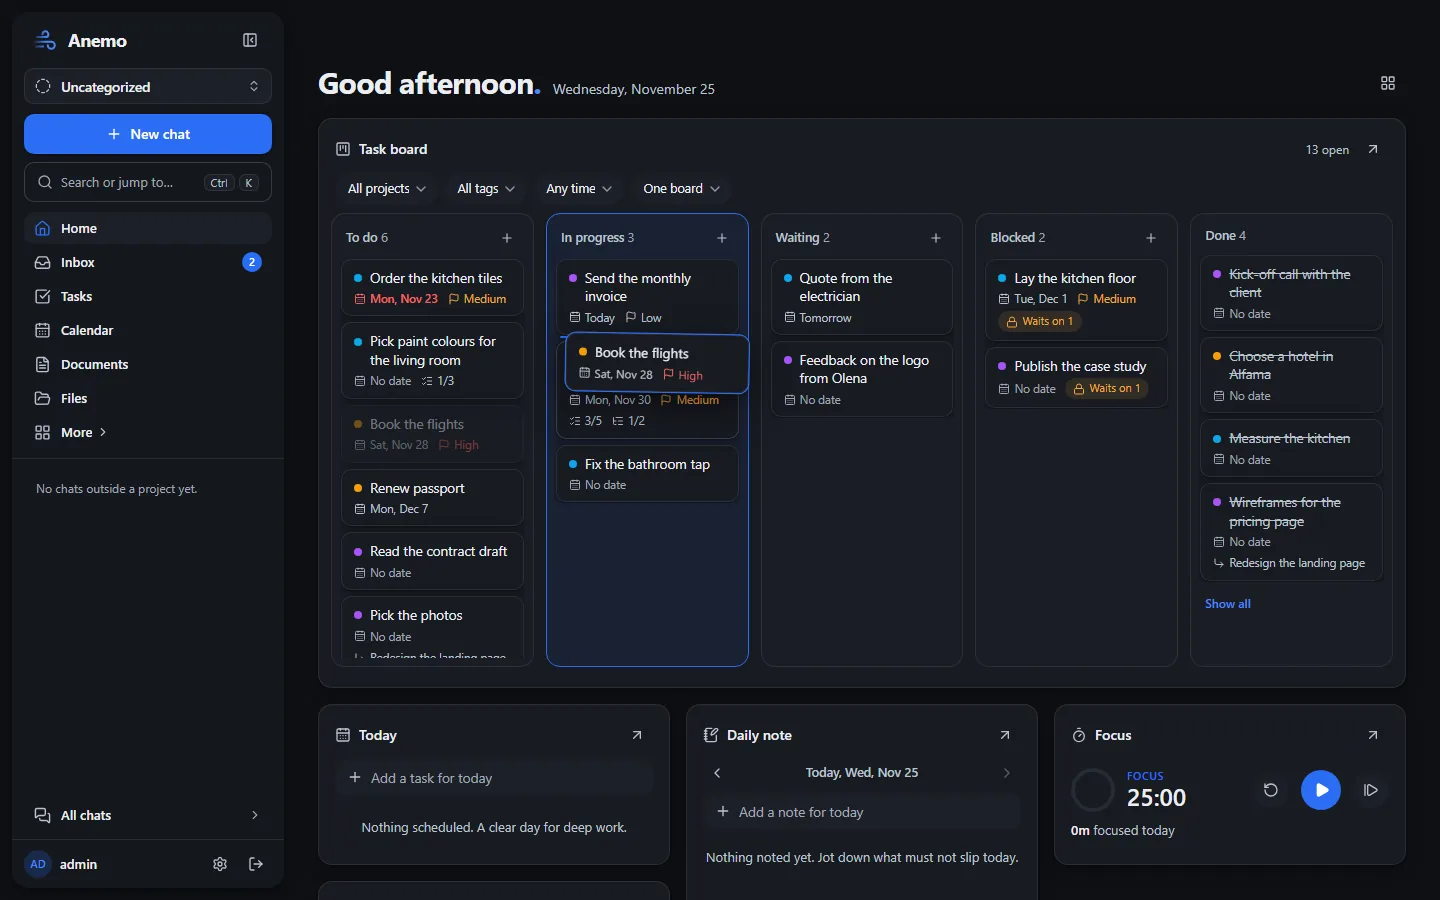 Anemo
Uncategorized
New chat
Search or jump to...
Ctrl K
Home
Inbox 2
Tasks
Calendar
Documents
Files
More
No chats outside a project yet.
All chats
AD admin
Good afternoon. Wednesday, November 25
Task board
13 open
All projects All tags Any time One board
To do 6
Order the kitchen tiles
Mon, Nov 23 Medium
Pick paint colours for
the living room
No date 1/3
Book the flights
Sat, Nov 28 High
Renew passport
Mon, Dec 7
Read the contract draft
No date
Pick the photos
No date
Redesign the landing page
In progress 3
Send the monthly
invoice
Today Low
Book the flights
Sat, Nov 28 High
Mon, Nov 30 Medium
3/5 1/2
Fix the bathroom tap
No date
Waiting 2
Quote from the
electrician
Tomorrow
Feedback on the logo
from Olena
No date
Blocked 2
Lay the kitchen floor
Tue, Dec 1 Medium
Waits on 1
Publish the case study
No date Waits on 1
Done 4
Kick-off call with the
client
No date
Choose a hotel in
Alfama
No date
Measure the kitchen
No date
Wireframes for the
pricing page
No date
Redesign the landing page
Show all
Today
Add a task for today
Nothing scheduled. A clear day for deep work.
Daily note
Today, Wed, Nov 25
Add a note for today
Nothing noted yet. Jot down what must not slip today.
Focus
FOCUS
25:00
0m focused today